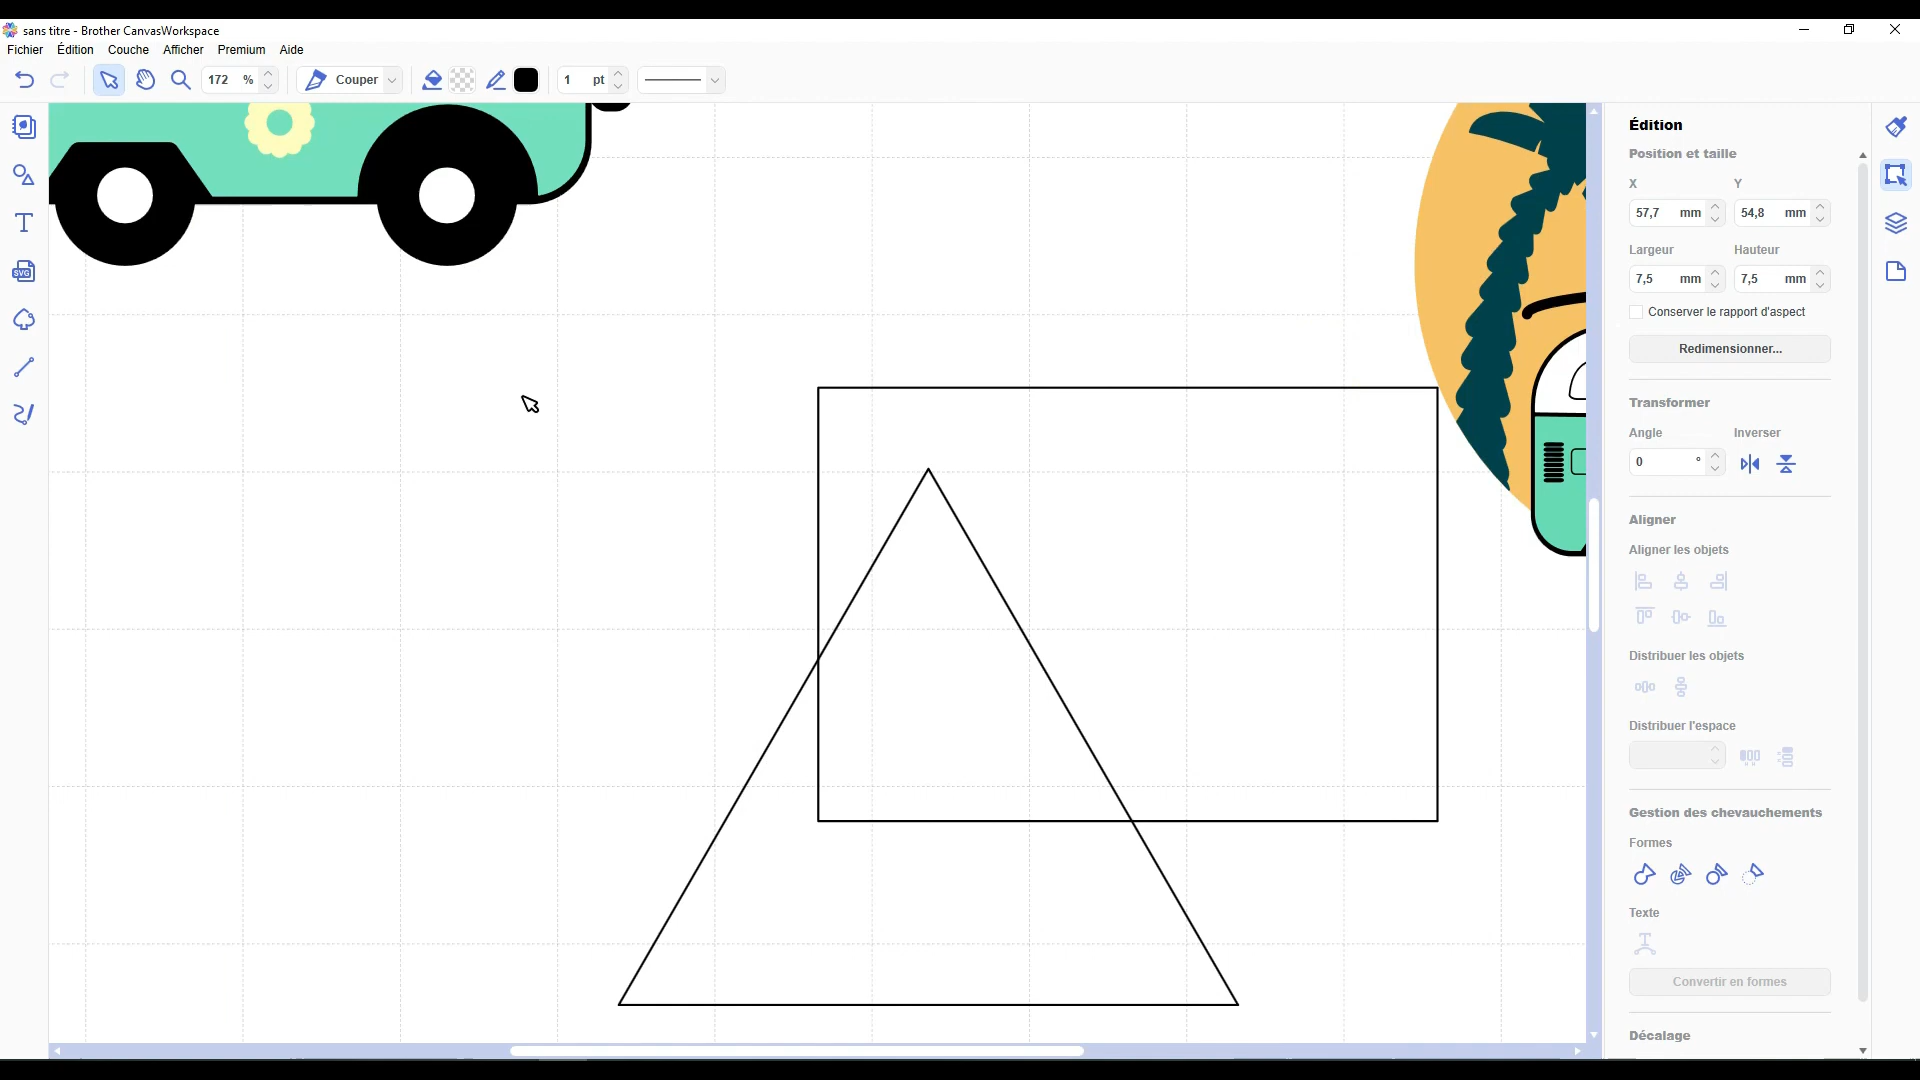 sans titre - Brother CanvasWorkspace
Fichier Édition Couche Afficher Premium Aide
172 % Couper 1 pt
SVG
Édition
Position et taille
X Y
57,7 mm 54,8 mm
Largeur Hauteur
7,5 mm 7,5 mm
Conserver le rapport d'aspect
Redimensionner...
Transformer
Angle Inverser
0 °
Aligner
Aligner les objets
Distribuer les objets
Distribuer l'espace
Gestion des chevauchements
Formes
Texte
Convertir en formes
Décalage